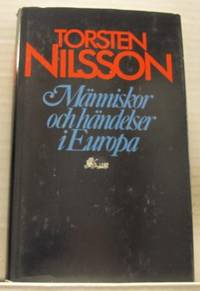 TORSTEN
NILSSON
Människor
och händelser
i Europa